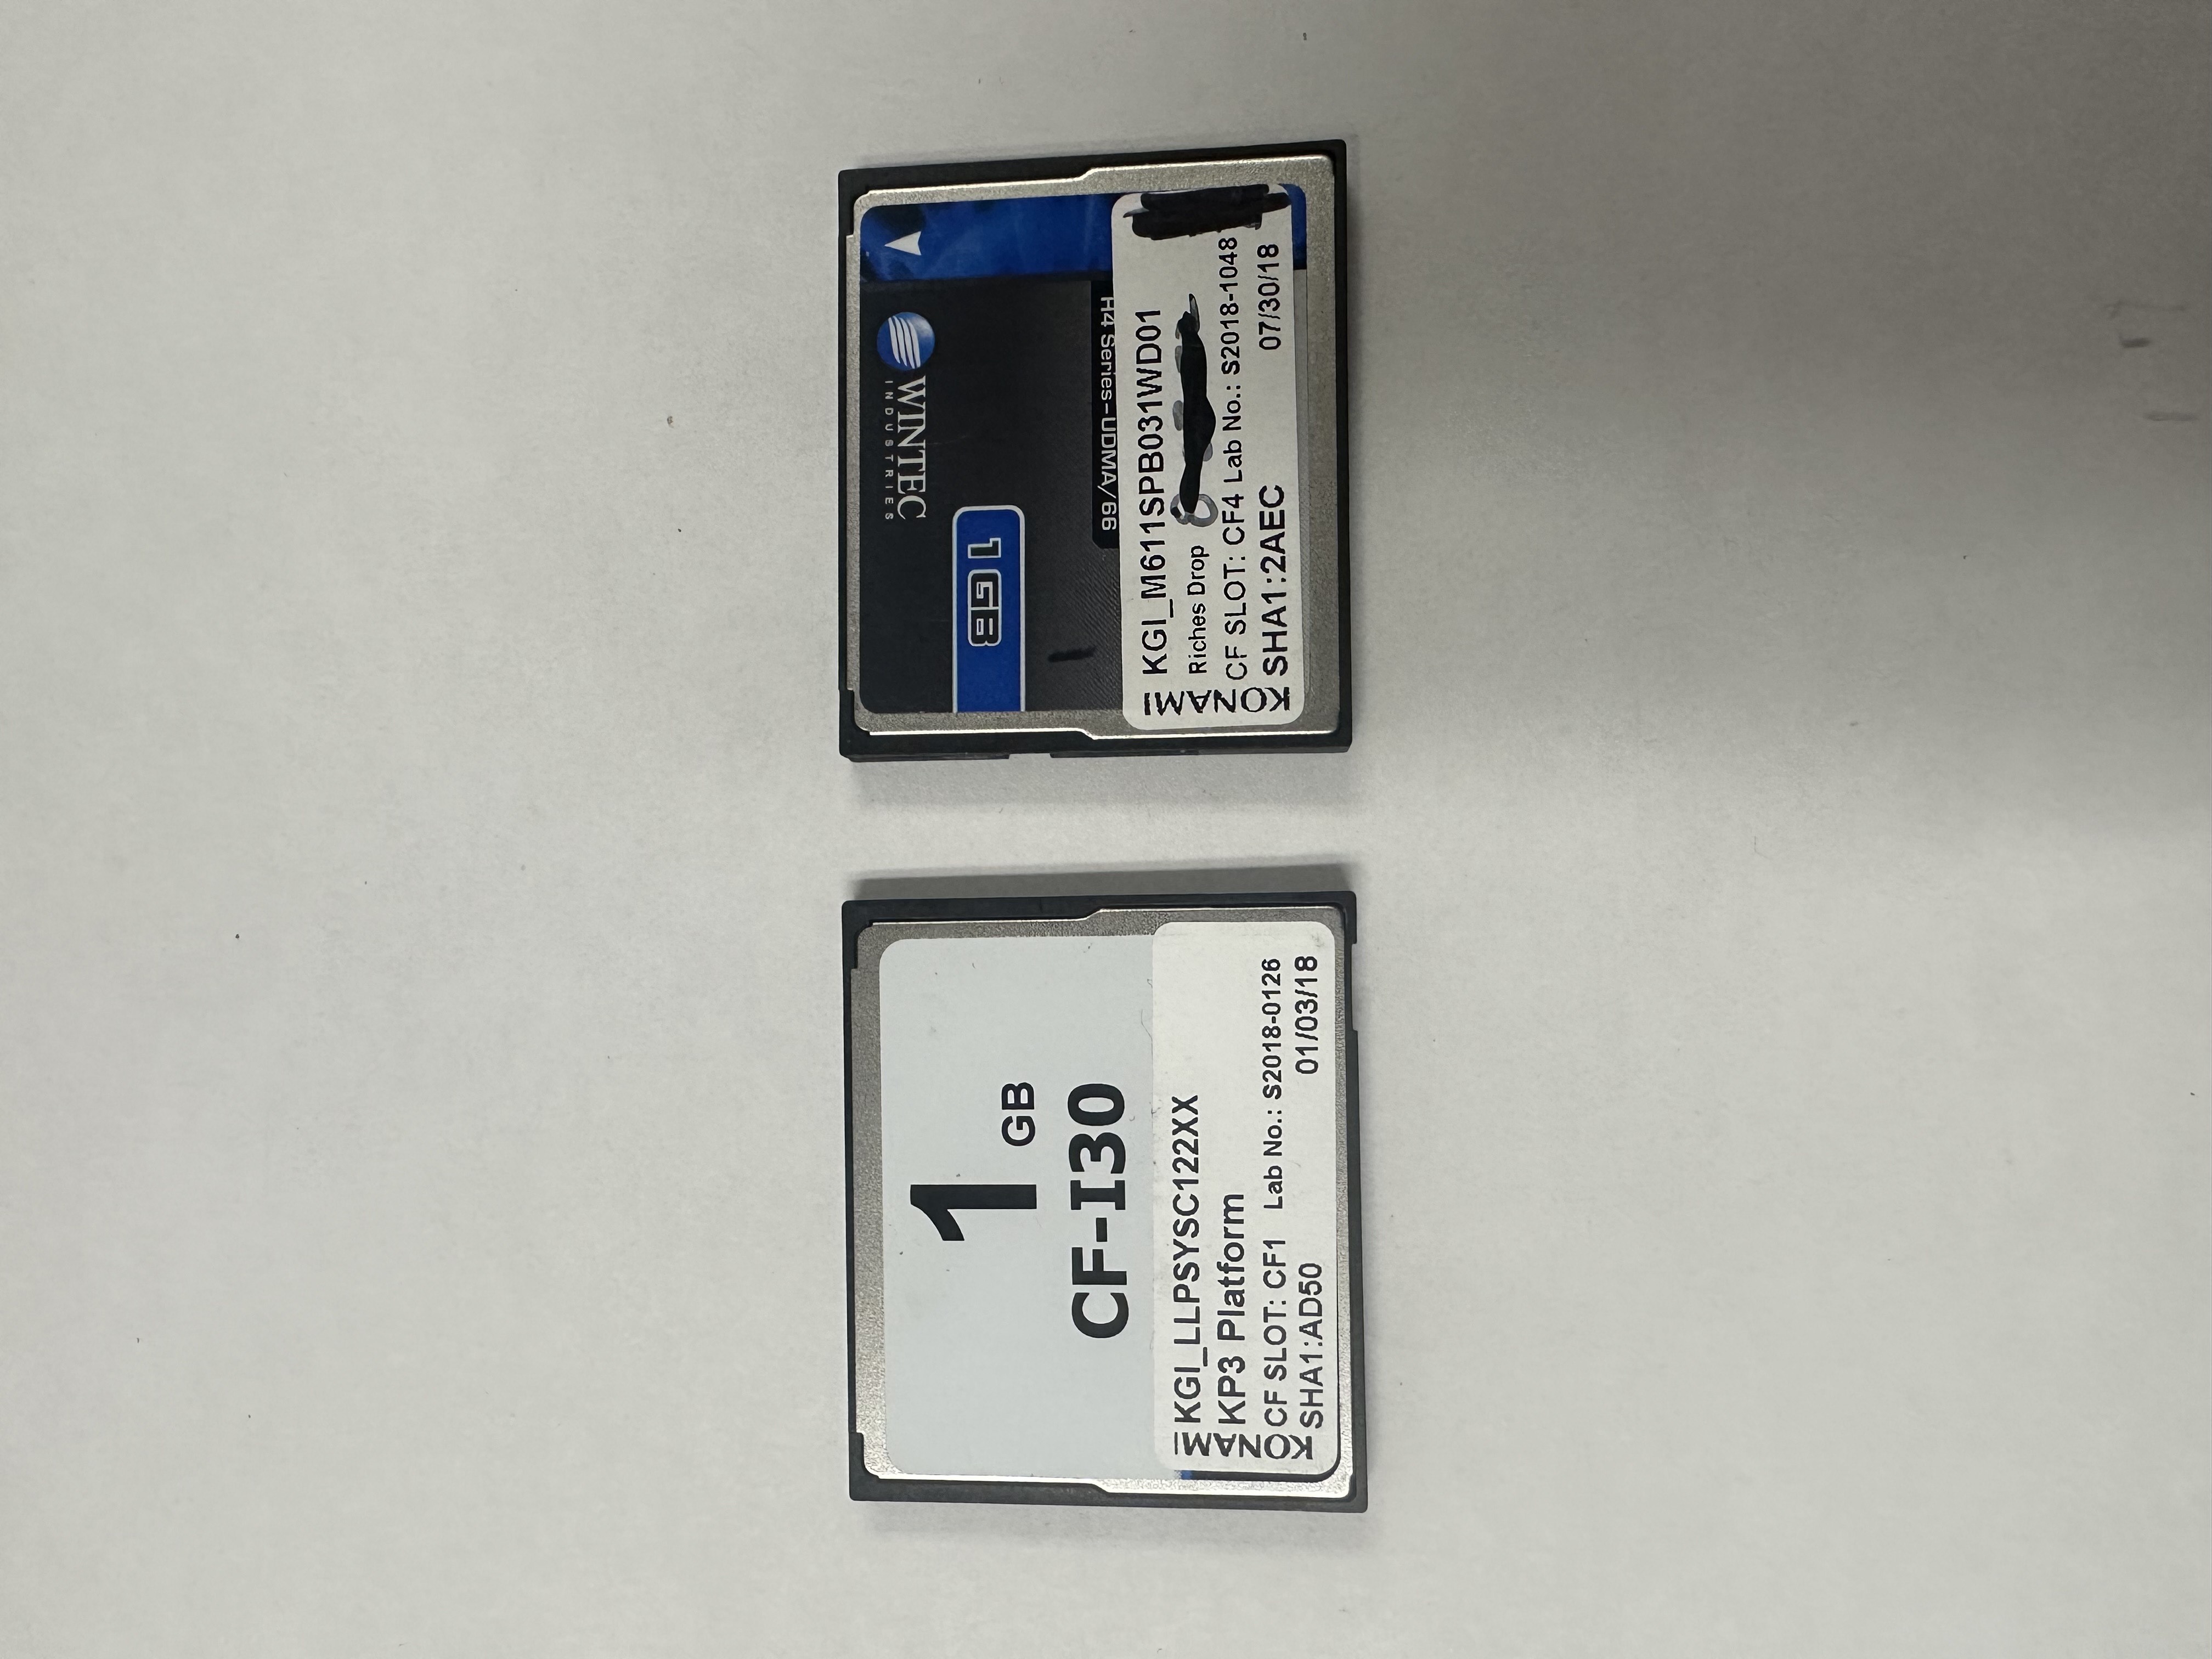 1
GB
CF-I30
KONAMI
KGI_LLPSYSC122XX
KP3 Platform
CF SLOT: CF1 Lab No.: S2018-0126
SHA1:AD50 01/03/18
WINTEC
INDUSTRIES
1 GB
H4 Series-UDMA/66
KONAMI
KGI_M611SPB031WD01
Riches Drop
CF SLOT: CF4 Lab No.: S2018-1048
SHA1:2AEC 07/30/18